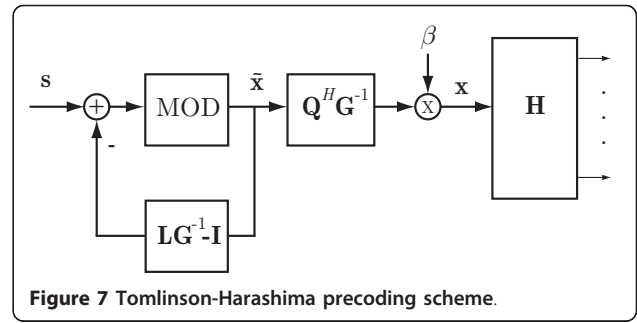 β
s
+
-
MOD
x̃
Q^H G^-1
X
x
H
LG^-1-I
Figure 7 Tomlinson-Harashima precoding scheme.